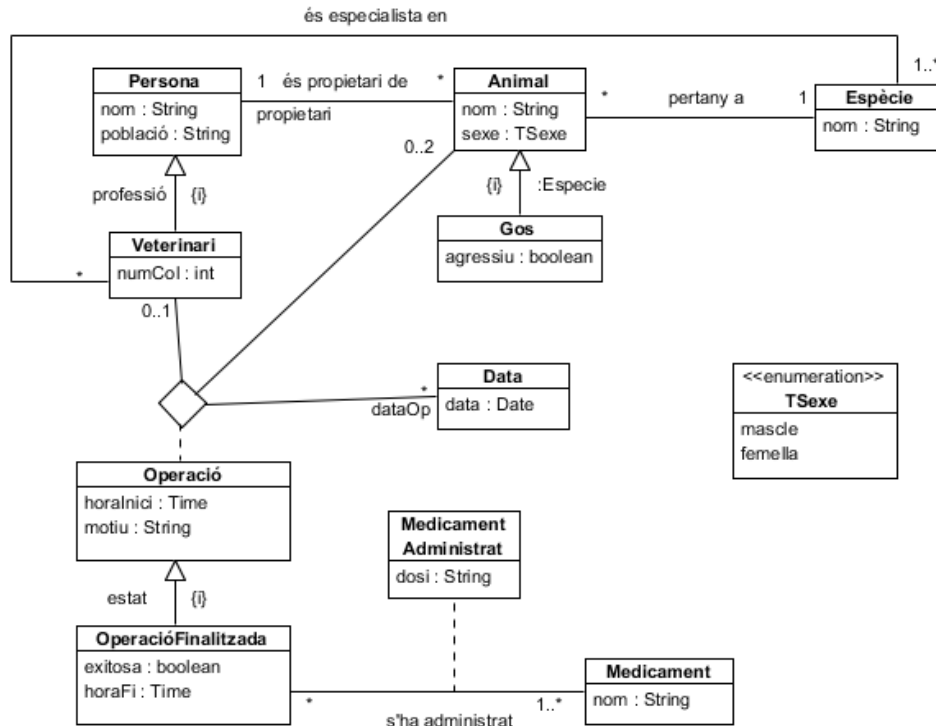 és especialista en
1..*
Persona
nom : String
població : String
1
és propietari de
*
propietari
Animal
nom : String
sexe : TSexe
*
pertany a
1
Espècie
nom : String
0..2
professió
{i}
{i}
:Especie
Veterinari
numCol : int
*
0..1
Gos
agressiu : boolean
Data
data : Date
*
dataOp
<<enumeration>>
TSexe
mascle
femella
Operació
horaInici : Time
motiu : String
Medicament
Administrat
dosi : String
estat
{i}
OperacióFinalitzada
exitosa : boolean
horaFi : Time
*
s'ha administrat
1..*
Medicament
nom : String